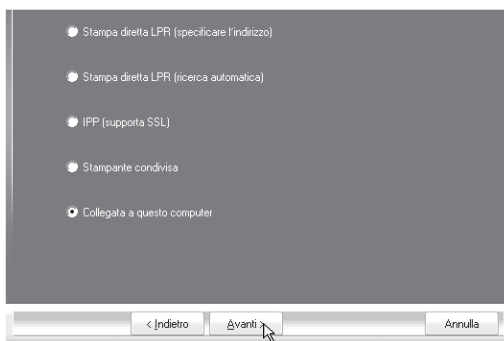 Stampa diretta LPR (specificare l'indirizzo)
Stampa diretta LPR (ricerca automatica)
IPP (supporta SSL)
Stampante condivisa
Collegata a questo computer
< Indietro Avanti > Annulla